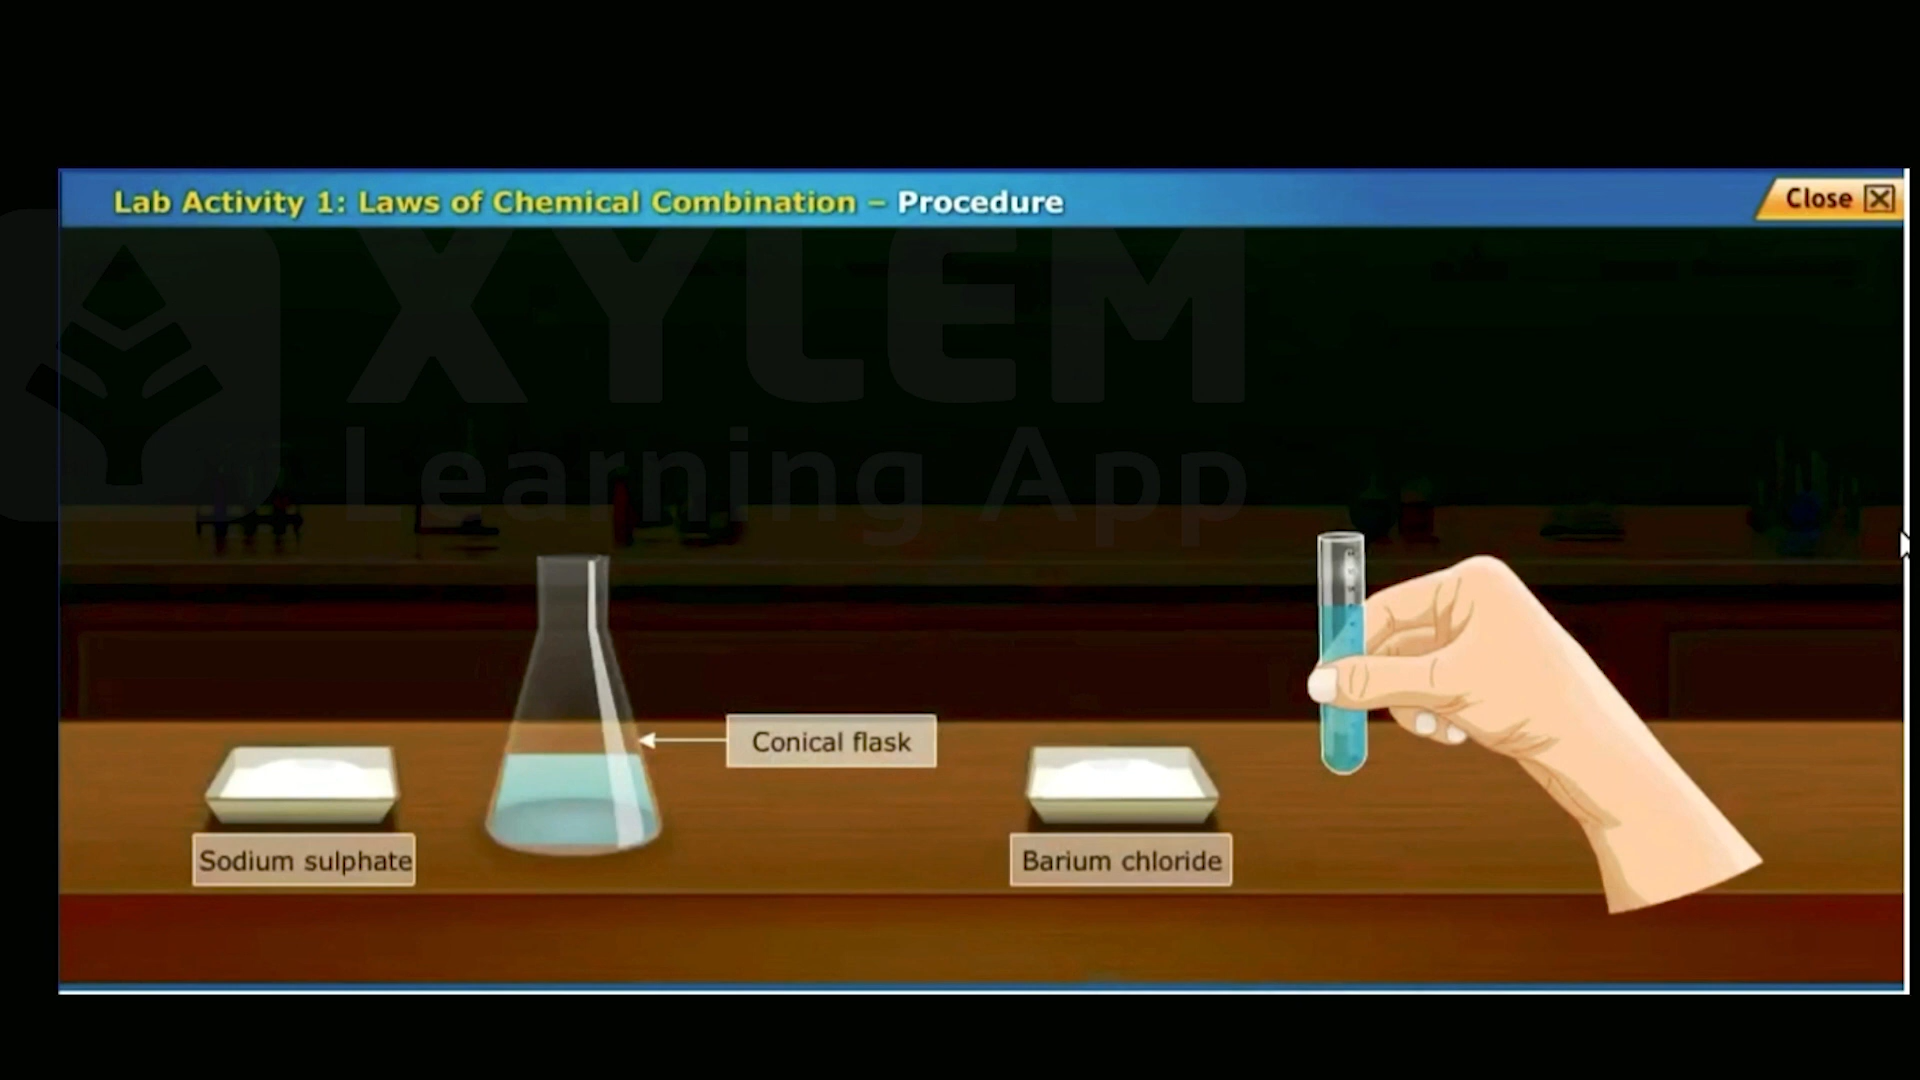 Lab Activity 1: Laws of Chemical Combination – Procedure
Close
XYLEM
Learning App
Conical flask
Sodium sulphate
Barium chloride